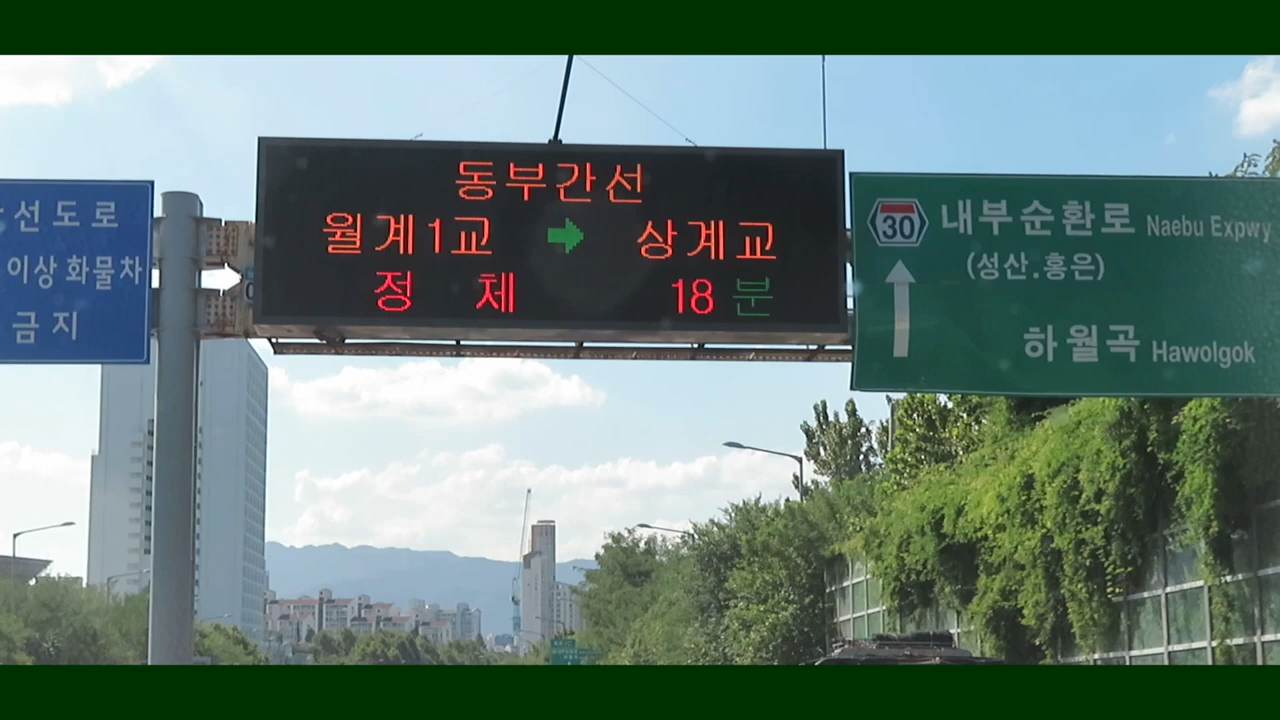 선도로
이상 화물차
금지
동부간선
월계1교 → 상계교
정 체 18 분
30 내부순환로 Naebu Expwy
(성산.홍은)
하월곡 Hawolgok